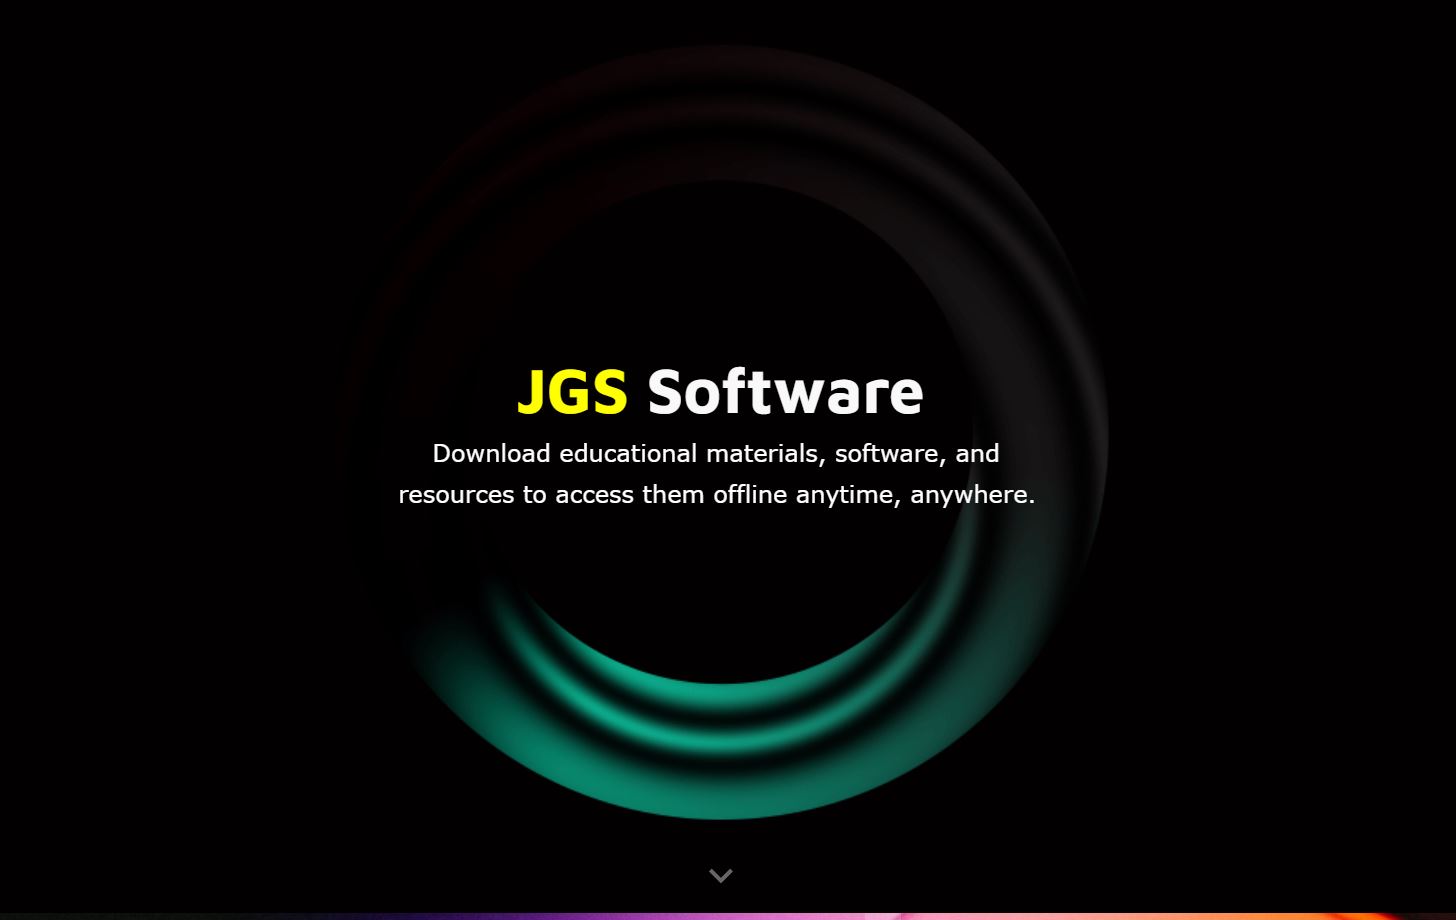 JGS Software
Download educational materials, software, and
resources to access them offline anytime, anywhere.